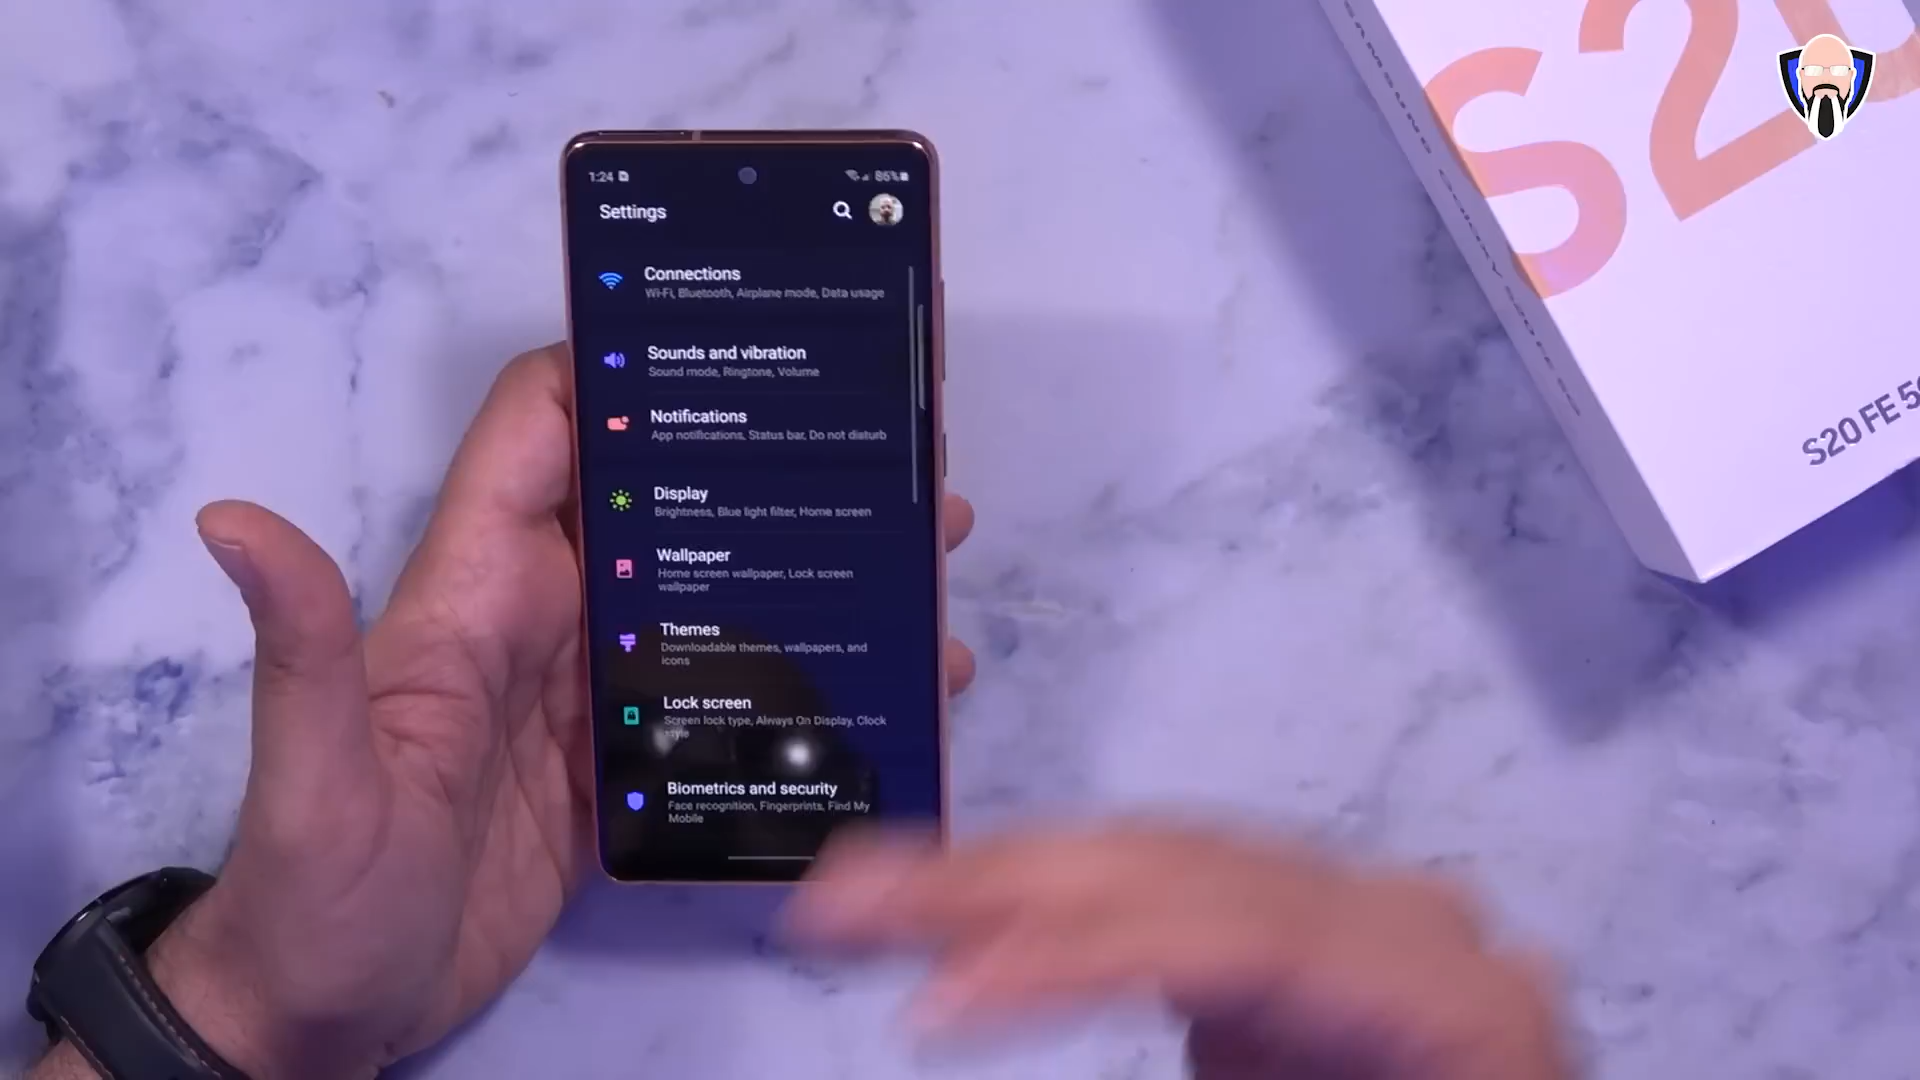 1:24
86%
Settings
Connections
Wi-Fi, Bluetooth, Airplane mode, Data usage
Sounds and vibration
Sound mode, Ringtone, Volume
Notifications
App notifications, Status bar, Do not disturb
Display
Brightness, Blue light filter, Home screen
Wallpaper
Home screen wallpaper, Lock screen
wallpaper
Themes
Downloadable themes, wallpapers, and
icons
Lock screen
Screen lock type, Always On Display, Clock
style
Biometrics and security
Face recognition, Fingerprints, Find My
Mobile
S20
S20 FE 5G